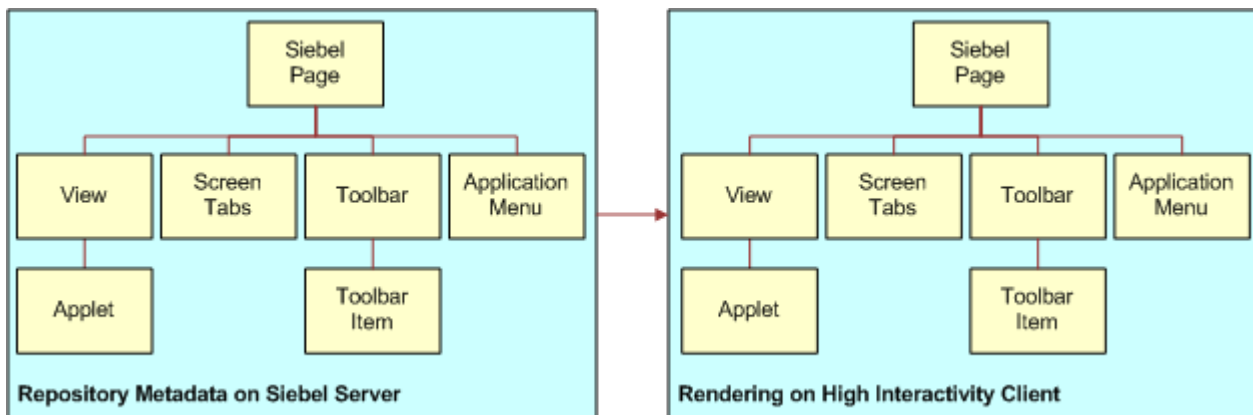 Siebel
Page
View
Screen
Tabs
Toolbar
Application
Menu
Applet
Toolbar
Item
Repository Metadata on Siebel Server
Siebel
Page
View
Screen
Tabs
Toolbar
Application
Menu
Applet
Toolbar
Item
Rendering on High Interactivity Client